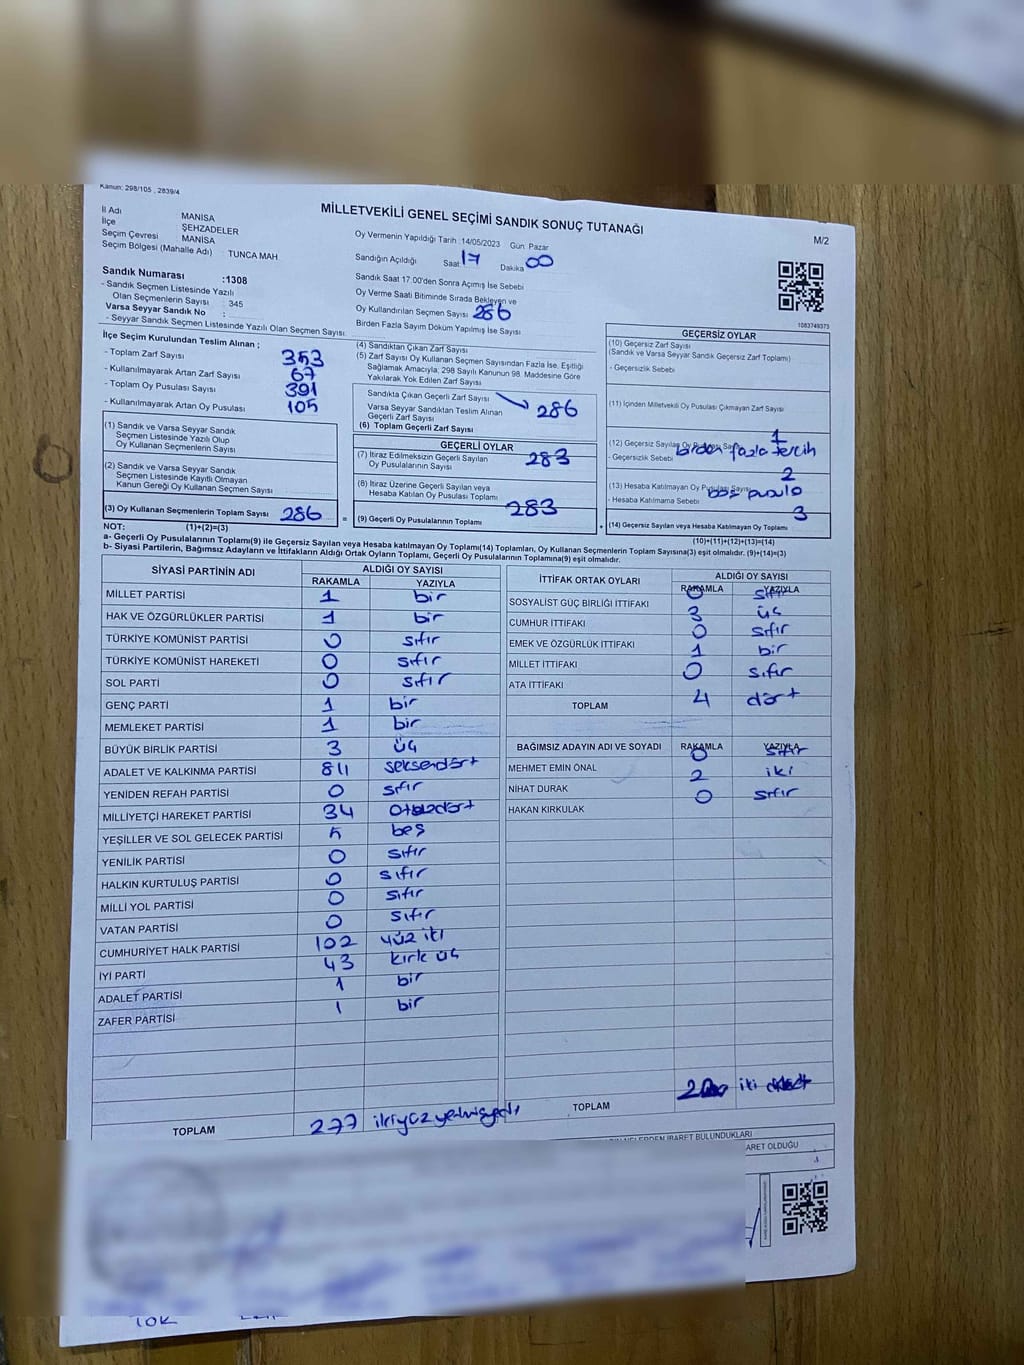 Kanun: 298/105 , 2839/4
MİLLETVEKİLİ GENEL SEÇİMİ SANDIK SONUÇ TUTANAĞI
M/2
İl Adı MANİSA
İlçe ŞEHZADELER
Seçim Çevresi MANİSA
Seçim Bölgesi (Mahalle Adı) : TUNCA MAH
Sandık Numarası :1308
- Sandık Seçmen Listesinde Yazılı
Olan Seçmenlerin Sayısı : 345
Varsa Seyyar Sandık No :
- Seyyar Sandık Seçmen Listesinde Yazılı Olan Seçmen Sayısı:
Oy Vermenin Yapıldığı Tarih :14/05/2023 Gün: Pazar
Sandığın Açıldığı Saat 17 Dakika 00
Sandık Saat 17.00'den Sonra Açımış İse Sebebi
Oy Verme Saati Bitiminde Sırada Bekleyen ve
Oy Kullandırılan Seçmen Sayısı 286
Birden Fazla Sayım Döküm Yapılmış İse Sayısı
1083749373
İlçe Seçim Kurulundan Teslim Alınan ;
- Toplam Zarf Sayısı 353
- Kullanılmayarak Artan Zarf Sayısı 67
- Toplam Oy Pusulası Sayısı 391
- Kullanılmayarak Artan Oy Pusulası 105
(1) Sandık ve Varsa Seyyar Sandık
Seçmen Listesinde Yazılı Olup
Oy Kullanan Seçmenlerin Sayısı
(2) Sandık ve Varsa Seyyar Sandık
Seçmen Listesinde Kayıtlı Olmayan
Kanun Gereği Oy Kullanan Seçmen Sayısı
(3) Oy Kullanan Seçmenlerin Toplam Sayısı 286 =
(1)+(2)=(3)
(4) Sandıktan Çıkan Zarf Sayısı
(5) Zarf Sayısı Oy Kullanan Seçmen Sayısından Fazla İse, Eşitliği
Sağlamak Amacıyla, 298 Sayılı Kanunun 98. Maddesine Göre
Yakılarak Yok Edilen Zarf Sayısı
Sandıkta Çıkan Geçerli Zarf Sayısı
Varsa Seyyar Sandıktan Teslim Alınan
Geçerli Zarf Sayısı
286
(6) Toplam Geçerli Zarf Sayısı
GEÇERLİ OYLAR
(7) İtiraz Edilmeksizin Geçerli Sayılan
Oy Pusulalarının Sayısı 283
(8) İtiraz Üzerine Geçerli Sayılan veya
Hesaba Katılan Oy Pusulası Toplamı
(9) Geçerli Oy Pusulalarının Toplamı 283 +
GEÇERSİZ OYLAR
(10) Geçersiz Zarf Sayısı
(Sandık ve Varsa Seyyar Sandık Geçersiz Zarf Toplamı)
- Geçersizlik Sebebi
(11) İçinden Milletvekili Oy Pusulası Çıkmayan Zarf Sayısı
(12) Geçersiz Sayılan Oy Pusulası Sayısı 1
- Geçersizlik Sebebi birden fazla tercih
(13) Hesaba Katılmayan Oy Pusulası Sayısı 2
- Hesaba Katılmama Sebebi boş pusula
(14) Geçersiz Sayılan veya Hesaba Katılmayan Oy Toplamı 3
(10)+(11)+(12)+(13)=(14)
NOT:
a- Geçerli Oy Pusulalarının Toplamı(9) ile Geçersiz Sayılan veya Hesaba katılmayan Oy Toplamı(14) Toplamları, Oy Kullanan Seçmenlerin Toplam Sayısına(3) eşit olmalıdır. (9)+(14)=(3)
b- Siyasi Partilerin, Bağımsız Adayların ve İttifakların Aldığı Ortak Oyların Toplamı, Geçerli Oy Pusulalarının Toplamına(9) eşit olmalıdır.
SİYASİ PARTİNİN ADI ALDIĞI OY SAYISI
RAKAMLA YAZIYLA
MİLLET PARTİSİ 1 bir
HAK VE ÖZGÜRLÜKLER PARTİSİ 1 bir
TÜRKİYE KOMÜNİST PARTİSİ 0 sıfır
TÜRKİYE KOMÜNİST HAREKETİ 0 sıfır
SOL PARTİ 0 sıfır
GENÇ PARTİ 1 bir
MEMLEKET PARTİSİ 1 bir
BÜYÜK BİRLİK PARTİSİ 3 üç
ADALET VE KALKINMA PARTİSİ 84 seksendört
YENİDEN REFAH PARTİSİ 0 sıfır
MİLLİYETÇİ HAREKET PARTİSİ 34
YEŞİLLER VE SOL GELECEK PARTİSİ 5 beş
YENİLİK PARTİSİ 0 sıfır
HALKIN KURTULUŞ PARTİSİ 0 sıfır
MİLLİ YOL PARTİSİ 0 sıfır
VATAN PARTİSİ 0 sıfır
CUMHURİYET HALK PARTİSİ 102 yüz iki
İYİ PARTİ 43 kırk üç
ADALET PARTİSİ 1 bir
ZAFER PARTİSİ 1 bir
TOPLAM 277 ikiyüzyetmişyedi
İTTİFAK ORTAK OYLARI ALDIĞI OY SAYISI
RAKAMLA YAZIYLA
SOSYALİST GÜÇ BİRLİĞİ İTTİFAKI 0 sıfır
CUMHUR İTTİFAKI 3 üç
EMEK VE ÖZGÜRLÜK İTTİFAKI 0 sıfır
MİLLET İTTİFAKI 1 bir
ATA İTTİFAKI 0 sıfır
TOPLAM 4 dört
BAĞIMSIZ ADAYIN ADI VE SOYADI RAKAMLA YAZIYLA
MEHMET EMİN ÖNAL 0 sıfır
NİHAT DURAK 2 iki
HAKAN KIRKULAK 0 sıfır
TOPLAM 2 iki
İBARET BULUNDUKLARI
ARET OLDUĞU